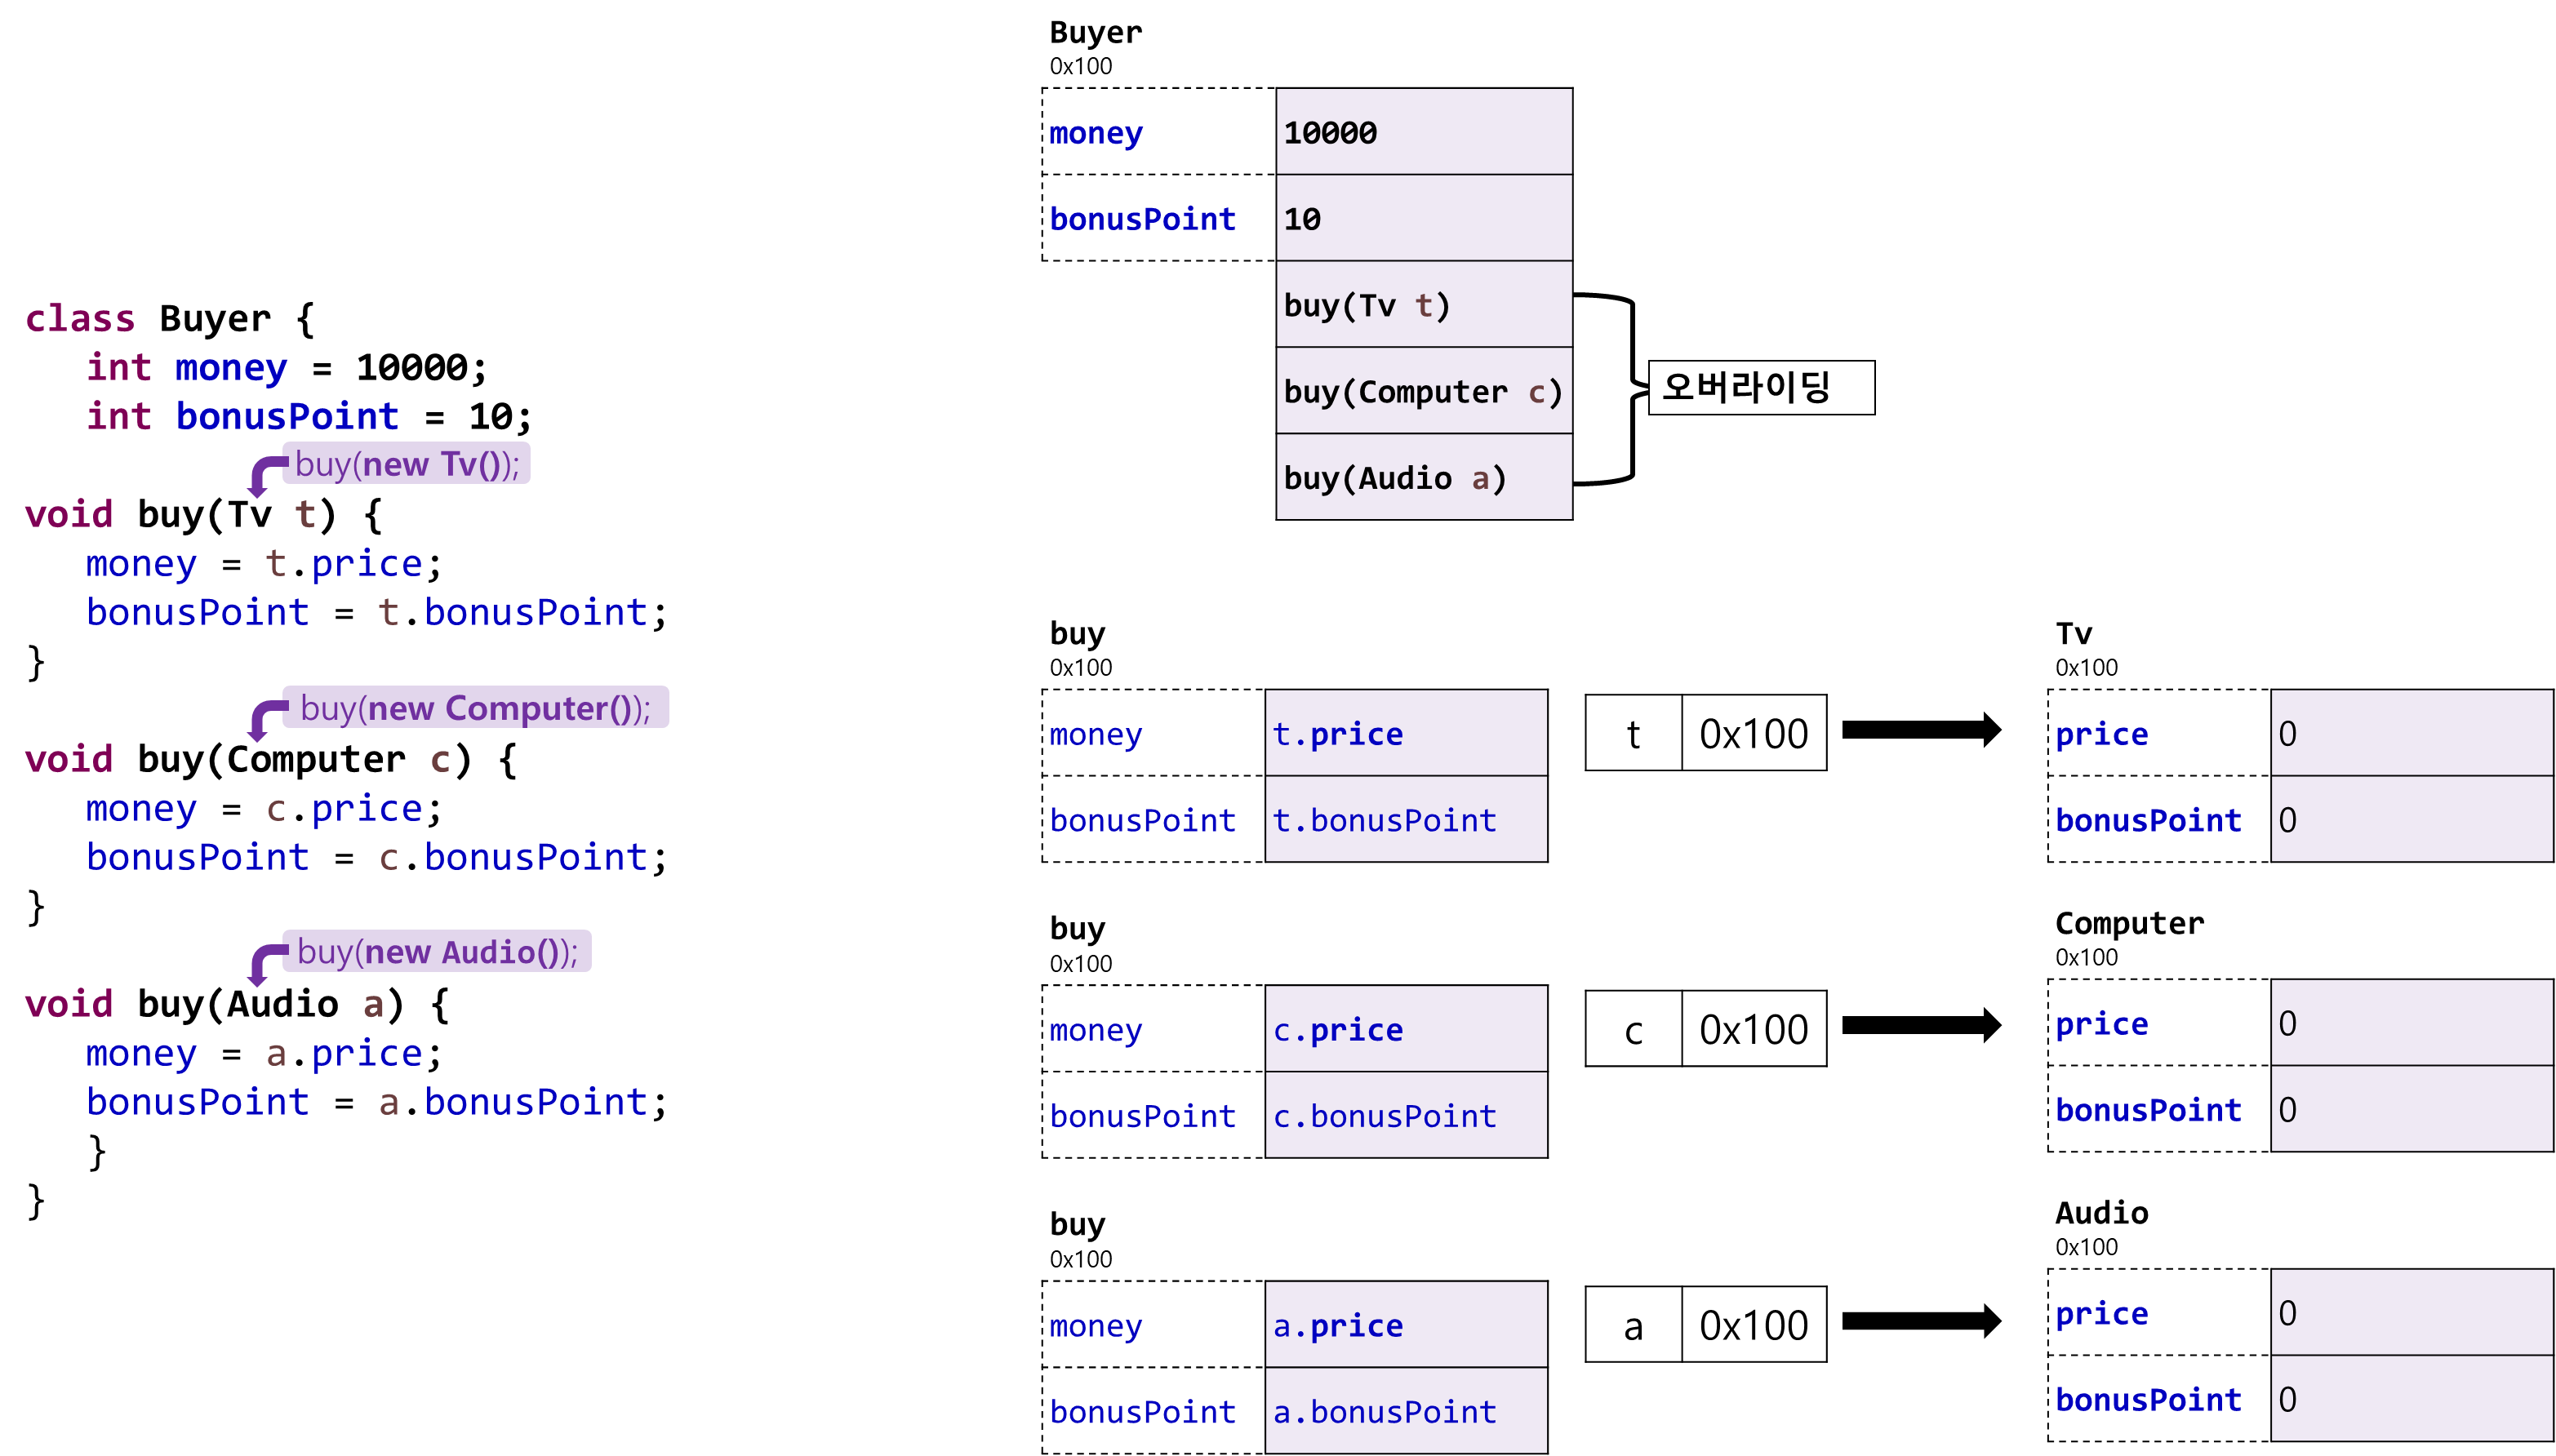 class Buyer {
int money = 10000;
int bonusPoint = 10;
buy(new Tv());
void buy(Tv t) {
money = t.price;
bonusPoint = t.bonusPoint;
}
buy(new Computer());
void buy(Computer c) {
money = c.price;
bonusPoint = c.bonusPoint;
}
buy(new Audio());
void buy(Audio a) {
money = a.price;
bonusPoint = a.bonusPoint;
}
}
Buyer
0x100
money 10000
bonusPoint 10
buy(Tv t)
buy(Computer c)
buy(Audio a)
오버라이딩
buy
0x100
money t.price
bonusPoint t.bonusPoint
t 0x100
Tv
0x100
price 0
bonusPoint 0
buy
0x100
money c.price
bonusPoint c.bonusPoint
c 0x100
Computer
0x100
price 0
bonusPoint 0
buy
0x100
money a.price
bonusPoint a.bonusPoint
a 0x100
Audio
0x100
price 0
bonusPoint 0